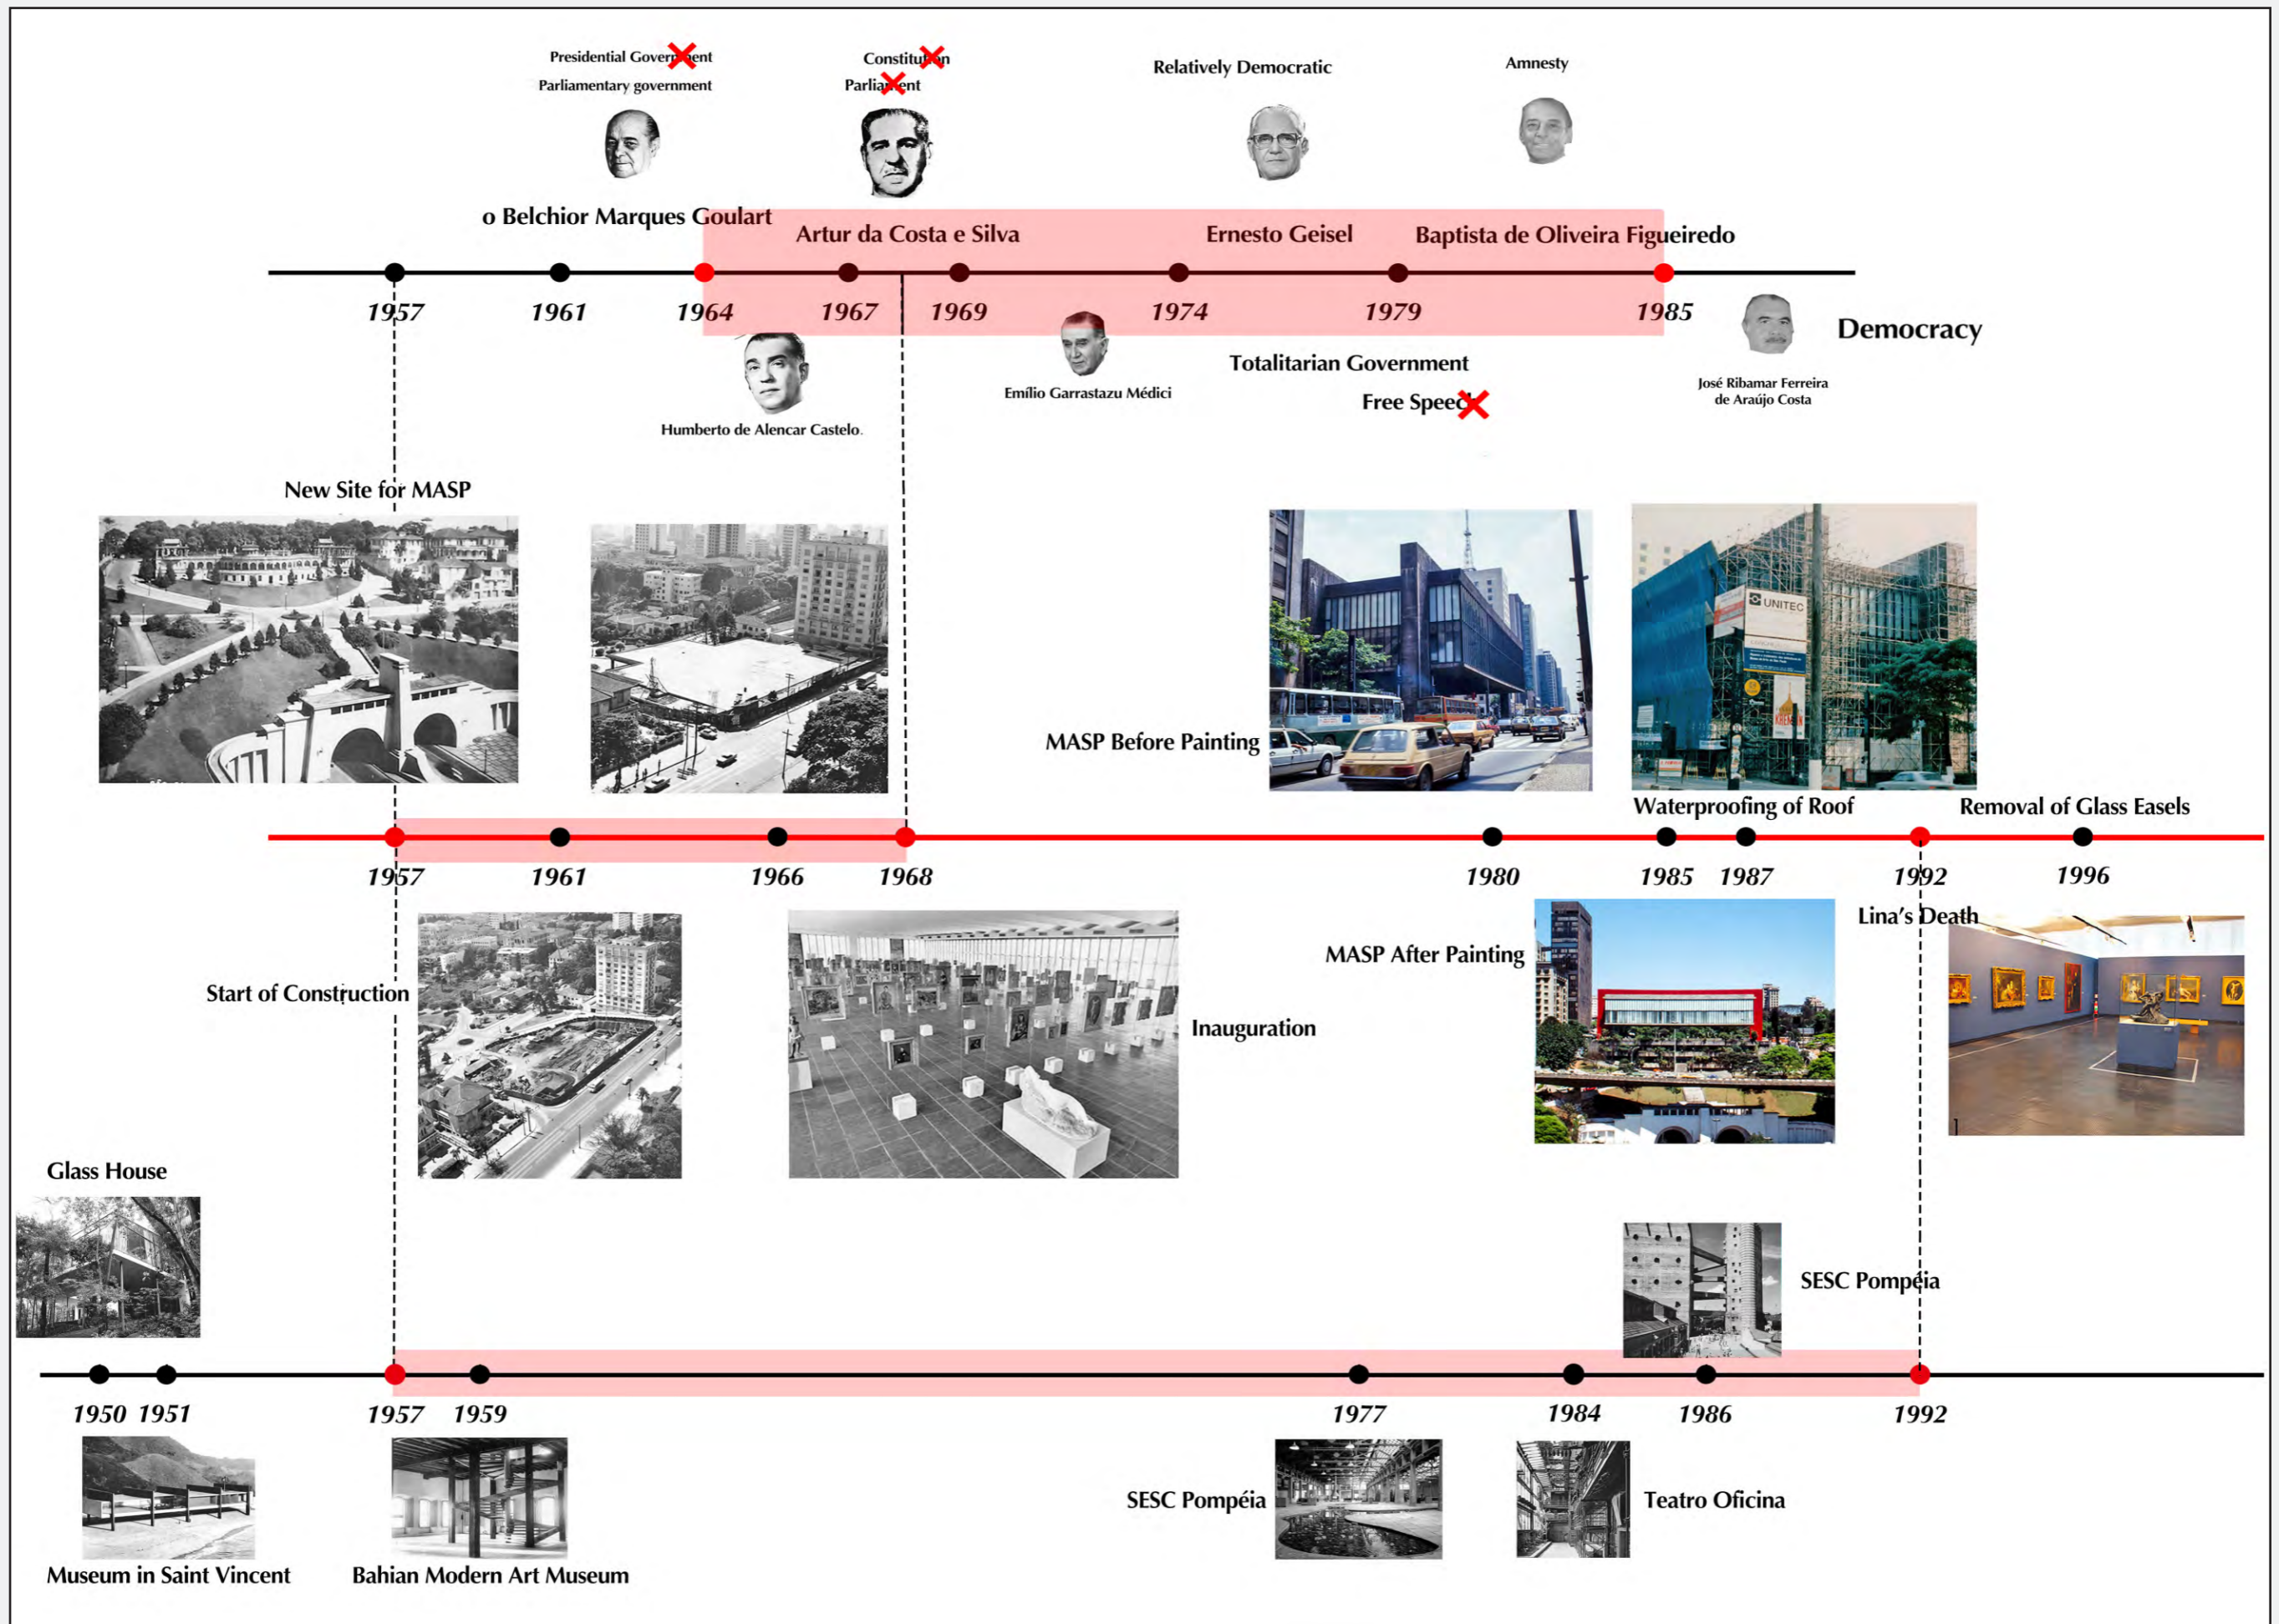 Presidential Government
Parliamentary government
Constitution
Parliament
Relatively Democratic
Amnesty
o Belchior Marques Goulart
Artur da Costa e Silva
Ernesto Geisel
Baptista de Oliveira Figueiredo
1957
1961
1964
1967
1969
1974
1979
1985
Democracy
Humberto de Alencar Castelo.
Emílio Garrastazu Médici
Totalitarian Government
Free Speech
José Ribamar Ferreira
de Araújo Costa
New Site for MASP
MASP Before Painting
UNITEC
Waterproofing of Roof
Removal of Glass Easels
1957
1961
1966
1968
1980
1985
1987
1992
1996
Start of Construction
Inauguration
MASP After Painting
Lina's Death
Glass House
SESC Pompéia
1950
1951
1957
1959
1977
1984
1986
1992
Museum in Saint Vincent
Bahian Modern Art Museum
SESC Pompéia
Teatro Oficina